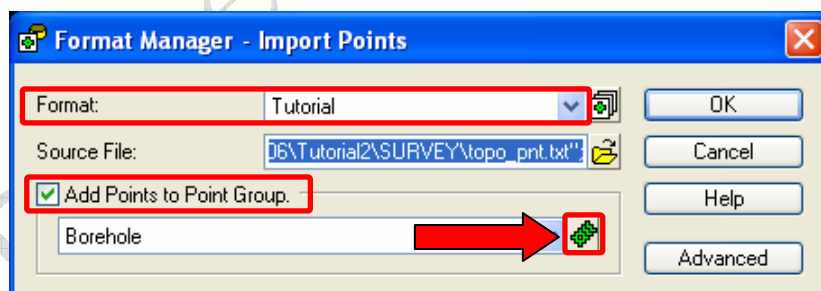 Format Manager - Import Points
Format: Tutorial OK
Source File: 06\Tutorial2\SURVEY\topo_pnt.txt"; Cancel
Add Points to Point Group. Help
Borehole
Advanced